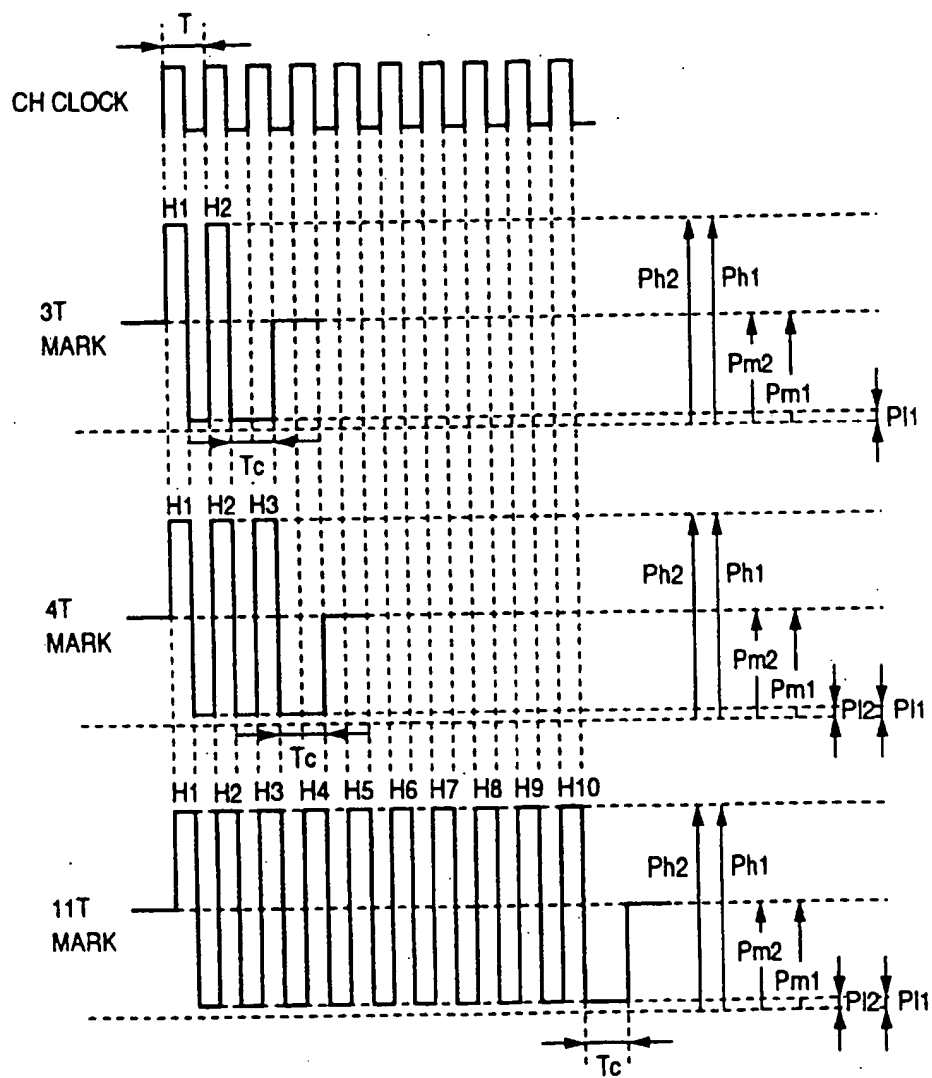 T
CH CLOCK
H1 H2
3T
MARK
Ph2 Ph1
Pm2
Pm1
Pl1
Tc
H1 H2 H3
4T
MARK
Ph2 Ph1
Pm2
Pm1
Pl2 Pl1
Tc
H1 H2 H3 H4 H5 H6 H7 H8 H9 H10
11T
MARK
Ph2 Ph1
Pm2
Pm1
Pl2 Pl1
Tc